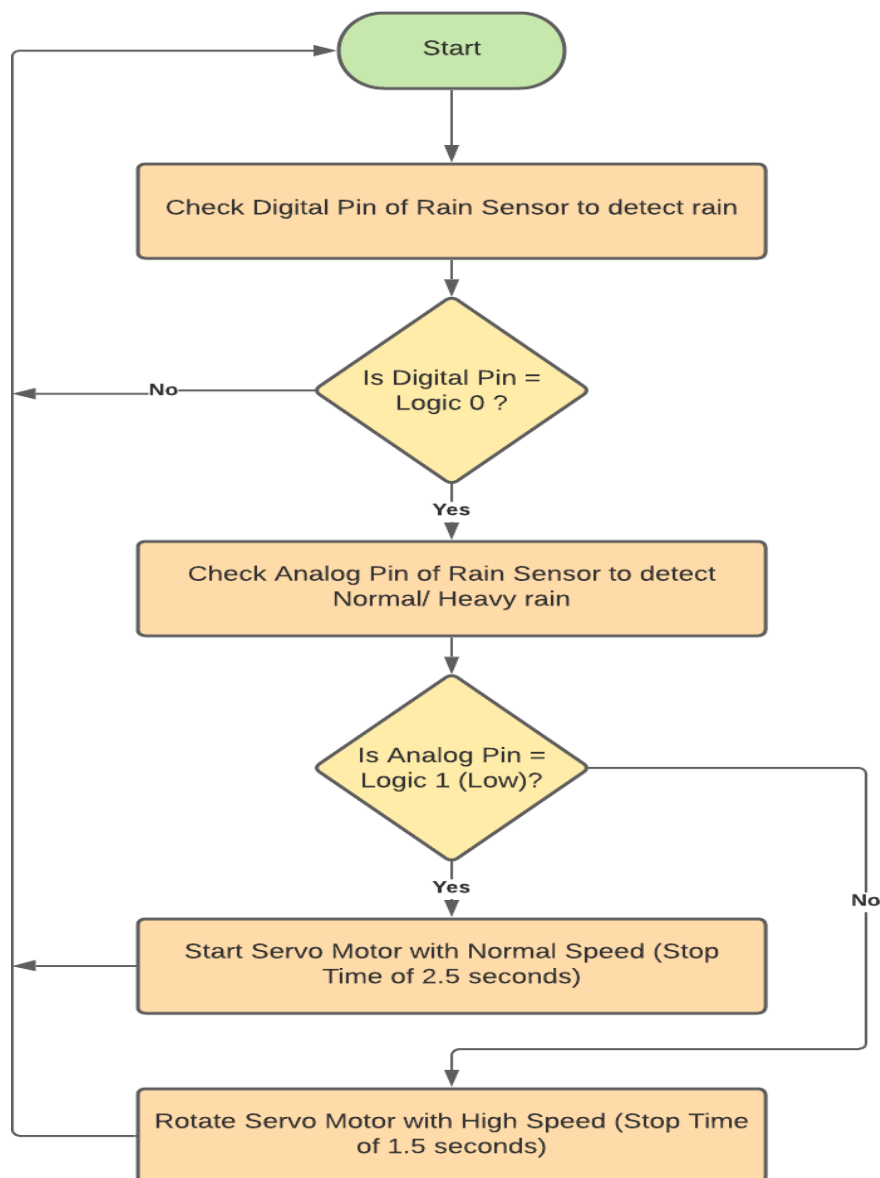 Start
Check Digital Pin of Rain Sensor to detect rain
Is Digital Pin =
Logic 0 ?
No
Yes
Check Analog Pin of Rain Sensor to detect
Normal/ Heavy rain
Is Analog Pin =
Logic 1 (Low)?
Yes
No
Start Servo Motor with Normal Speed (Stop
Time of 2.5 seconds)
Rotate Servo Motor with High Speed (Stop Time
of 1.5 seconds)